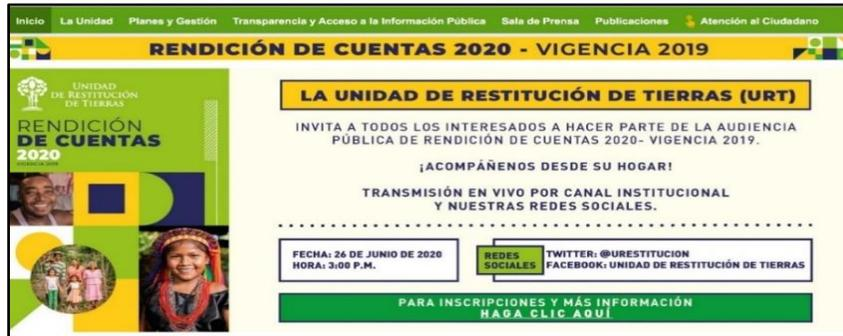 Inicio La Unidad Planes y Gestión Transparencia y Acceso a la Información Pública Sala de Prensa Publicaciones Atención al Ciudadano
RENDICIÓN DE CUENTAS 2020 - VIGENCIA 2019
UNIDAD
DE RESTITUCIÓN
DE TIERRAS
RENDICIÓN
DE CUENTAS
2020
VIGENCIA 2019
LA UNIDAD DE RESTITUCIÓN DE TIERRAS (URT)
INVITA A TODOS LOS INTERESADOS A HACER PARTE DE LA AUDIENCIA
PÚBLICA DE RENDICIÓN DE CUENTAS 2020- VIGENCIA 2019.
¡ACOMPÁÑENOS DESDE SU HOGAR!
TRANSMISIÓN EN VIVO POR CANAL INSTITUCIONAL
Y NUESTRAS REDES SOCIALES.
FECHA: 26 DE JUNIO DE 2020
HORA: 3:00 P.M.
REDES
SOCIALES
TWITTER: @URESTITUCION
FACEBOOK: UNIDAD DE RESTITUCIÓN DE TIERRAS
PARA INSCRIPCIONES Y MÁS INFORMACIÓN
HAGA CLIC AQUÍ